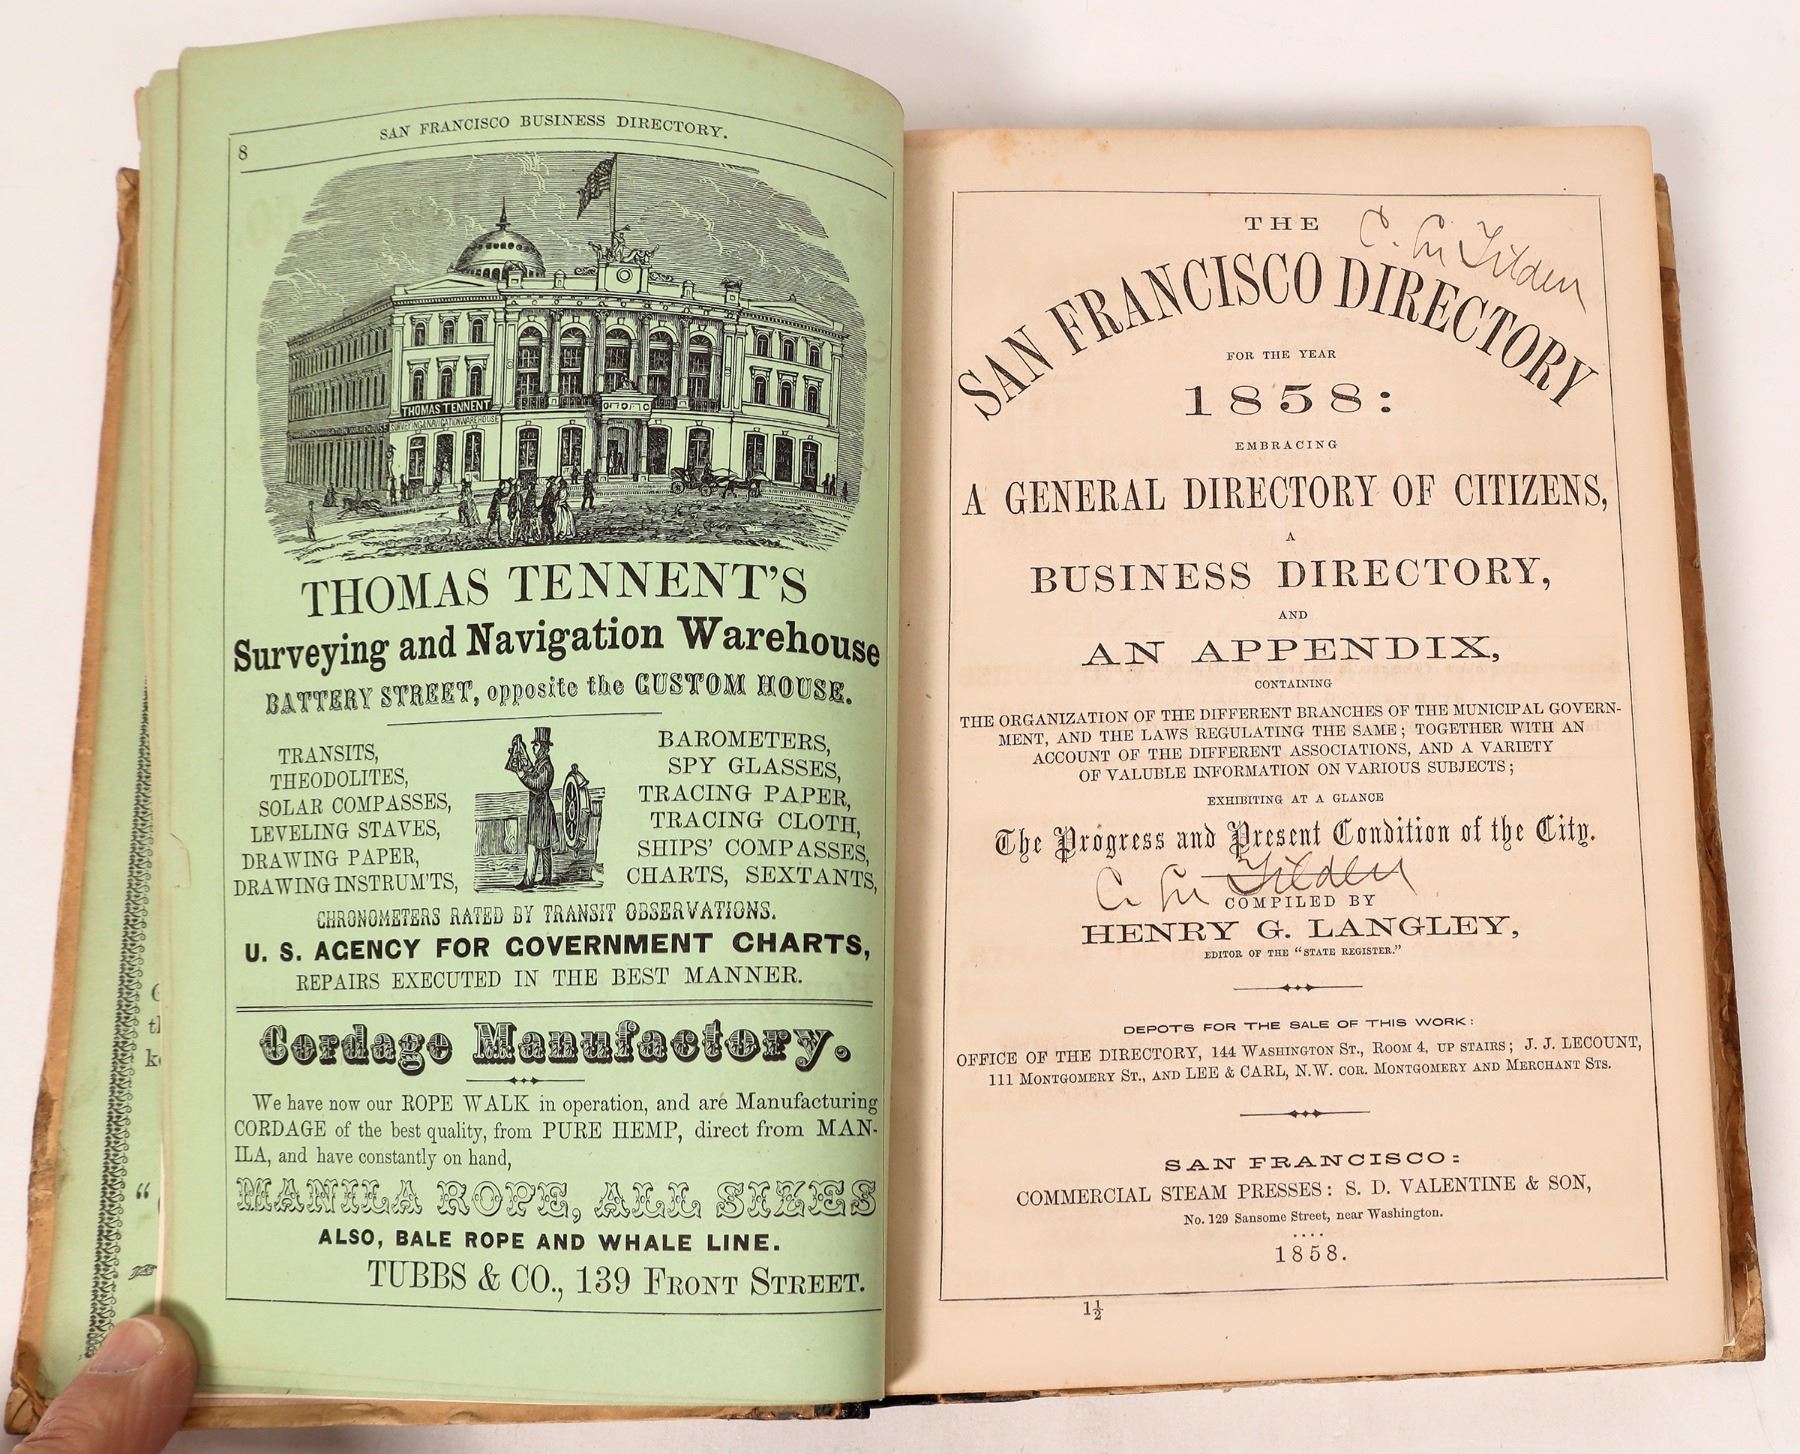 8
SAN FRANCISCO BUSINESS DIRECTORY.
THOMAS TENNENT
SURVEYING & NAVIGATION WAREHOUSE
THOMAS TENNENT'S
Surveying and Navigation Warehouse
BATTERY STREET, opposite the CUSTOM HOUSE.
TRANSITS,
THEODOLITES,
SOLAR COMPASSES,
LEVELING STAVES,
DRAWING PAPER,
DRAWING INSTRUM'TS,
BAROMETERS,
SPY GLASSES,
TRACING PAPER,
TRACING CLOTH,
SHIPS' COMPASSES,
CHARTS, SEXTANTS,
CHRONOMETERS RATED BY TRANSIT OBSERVATIONS.
U. S. AGENCY FOR GOVERNMENT CHARTS,
REPAIRS EXECUTED IN THE BEST MANNER.
Cordage Manufactory.
We have now our ROPE WALK in operation, and are Manufacturing
CORDAGE of the best quality, from PURE HEMP, direct from MAN-
ILA, and have constantly on hand,
MANILA ROPE, ALL SIZES
ALSO, BALE ROPE AND WHALE LINE.
TUBBS & CO., 139 FRONT STREET.
THE
C. Tilden
SAN FRANCISCO DIRECTORY
FOR THE YEAR
1858:
EMBRACING
A GENERAL DIRECTORY OF CITIZENS,
A
BUSINESS DIRECTORY,
AND
AN APPENDIX,
CONTAINING
THE ORGANIZATION OF THE DIFFERENT BRANCHES OF THE MUNICIPAL GOVERN-
MENT, AND THE LAWS REGULATING THE SAME; TOGETHER WITH AN
ACCOUNT OF THE DIFFERENT ASSOCIATIONS, AND A VARIETY
OF VALUBLE INFORMATION ON VARIOUS SUBJECTS;
EXHIBITING AT A GLANCE
The Progress and Present Condition of the City.
C. Tilden
COMPILED BY
HENRY G. LANGLEY,
EDITOR OF THE "STATE REGISTER."
DEPOTS FOR THE SALE OF THIS WORK:
OFFICE OF THE DIRECTORY, 144 WASHINGTON ST., ROOM 4, UP STAIRS; J. J. LECOUNT,
111 MONTGOMERY ST., AND LEE & CARL, N.W. COR. MONTGOMERY AND MERCHANT STS.
SAN FRANCISCO:
COMMERCIAL STEAM PRESSES: S. D. VALENTINE & SON,
No. 129 Sansome Street, near Washington.
....
1858.
1½